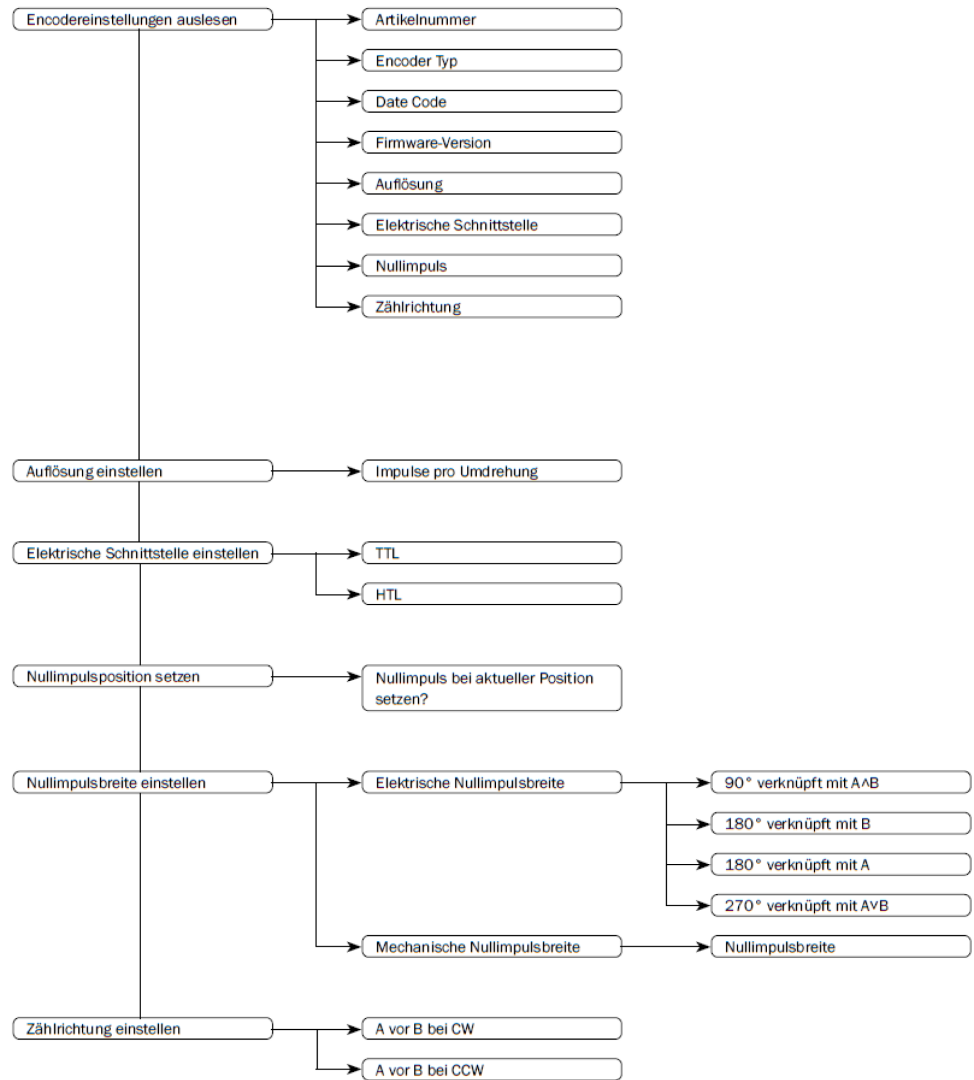 Encodereinstellungen auslesen
Artikelnummer
Encoder Typ
Date Code
Firmware-Version
Auflösung
Elektrische Schnittstelle
Nullimpuls
Zählrichtung
Auflösung einstellen
Impulse pro Umdrehung
Elektrische Schnittstelle einstellen
TTL
HTL
Nullimpulsposition setzen
Nullimpuls bei aktueller Position
setzen?
Nullimpulsbreite einstellen
Elektrische Nullimpulsbreite
90° verknüpft mit A∧B
180° verknüpft mit B
180° verknüpft mit A
270° verknüpft mit A∨B
Mechanische Nullimpulsbreite
Nullimpulsbreite
Zählrichtung einstellen
A vor B bei CW
A vor B bei CCW